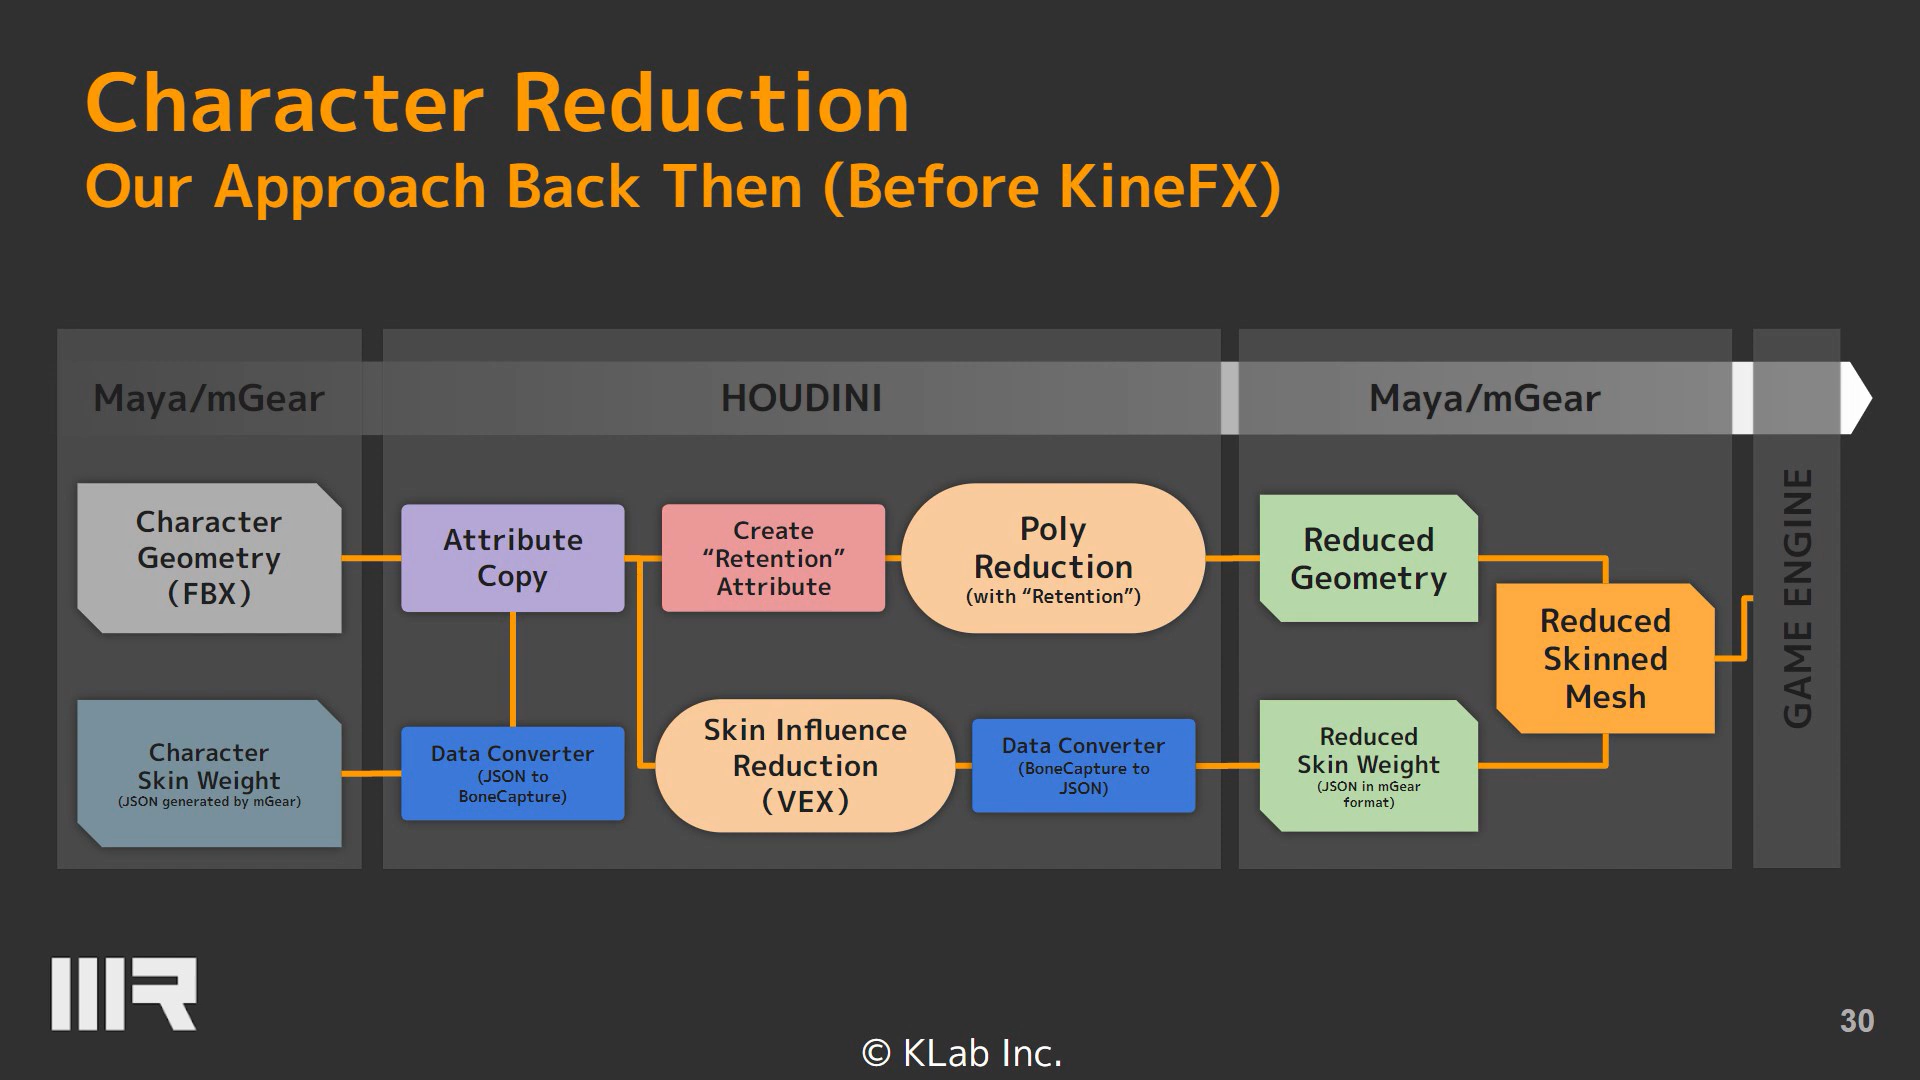 Character Reduction
Our Approach Back Then (Before KineFX)
Maya/mGear
HOUDINI
Maya/mGear
GAME ENGINE
Character
Geometry
(FBX)
Attribute
Copy
Create
“Retention”
Attribute
Poly
Reduction
(with “Retention”)
Reduced
Geometry
Reduced
Skinned
Mesh
Character
Skin Weight
(JSON generated by mGear)
Data Converter
(JSON to
BoneCapture)
Skin Influence
Reduction
(VEX)
Data Converter
(BoneCapture to
JSON)
Reduced
Skin Weight
(JSON in mGear
format)
30
© KLab Inc.